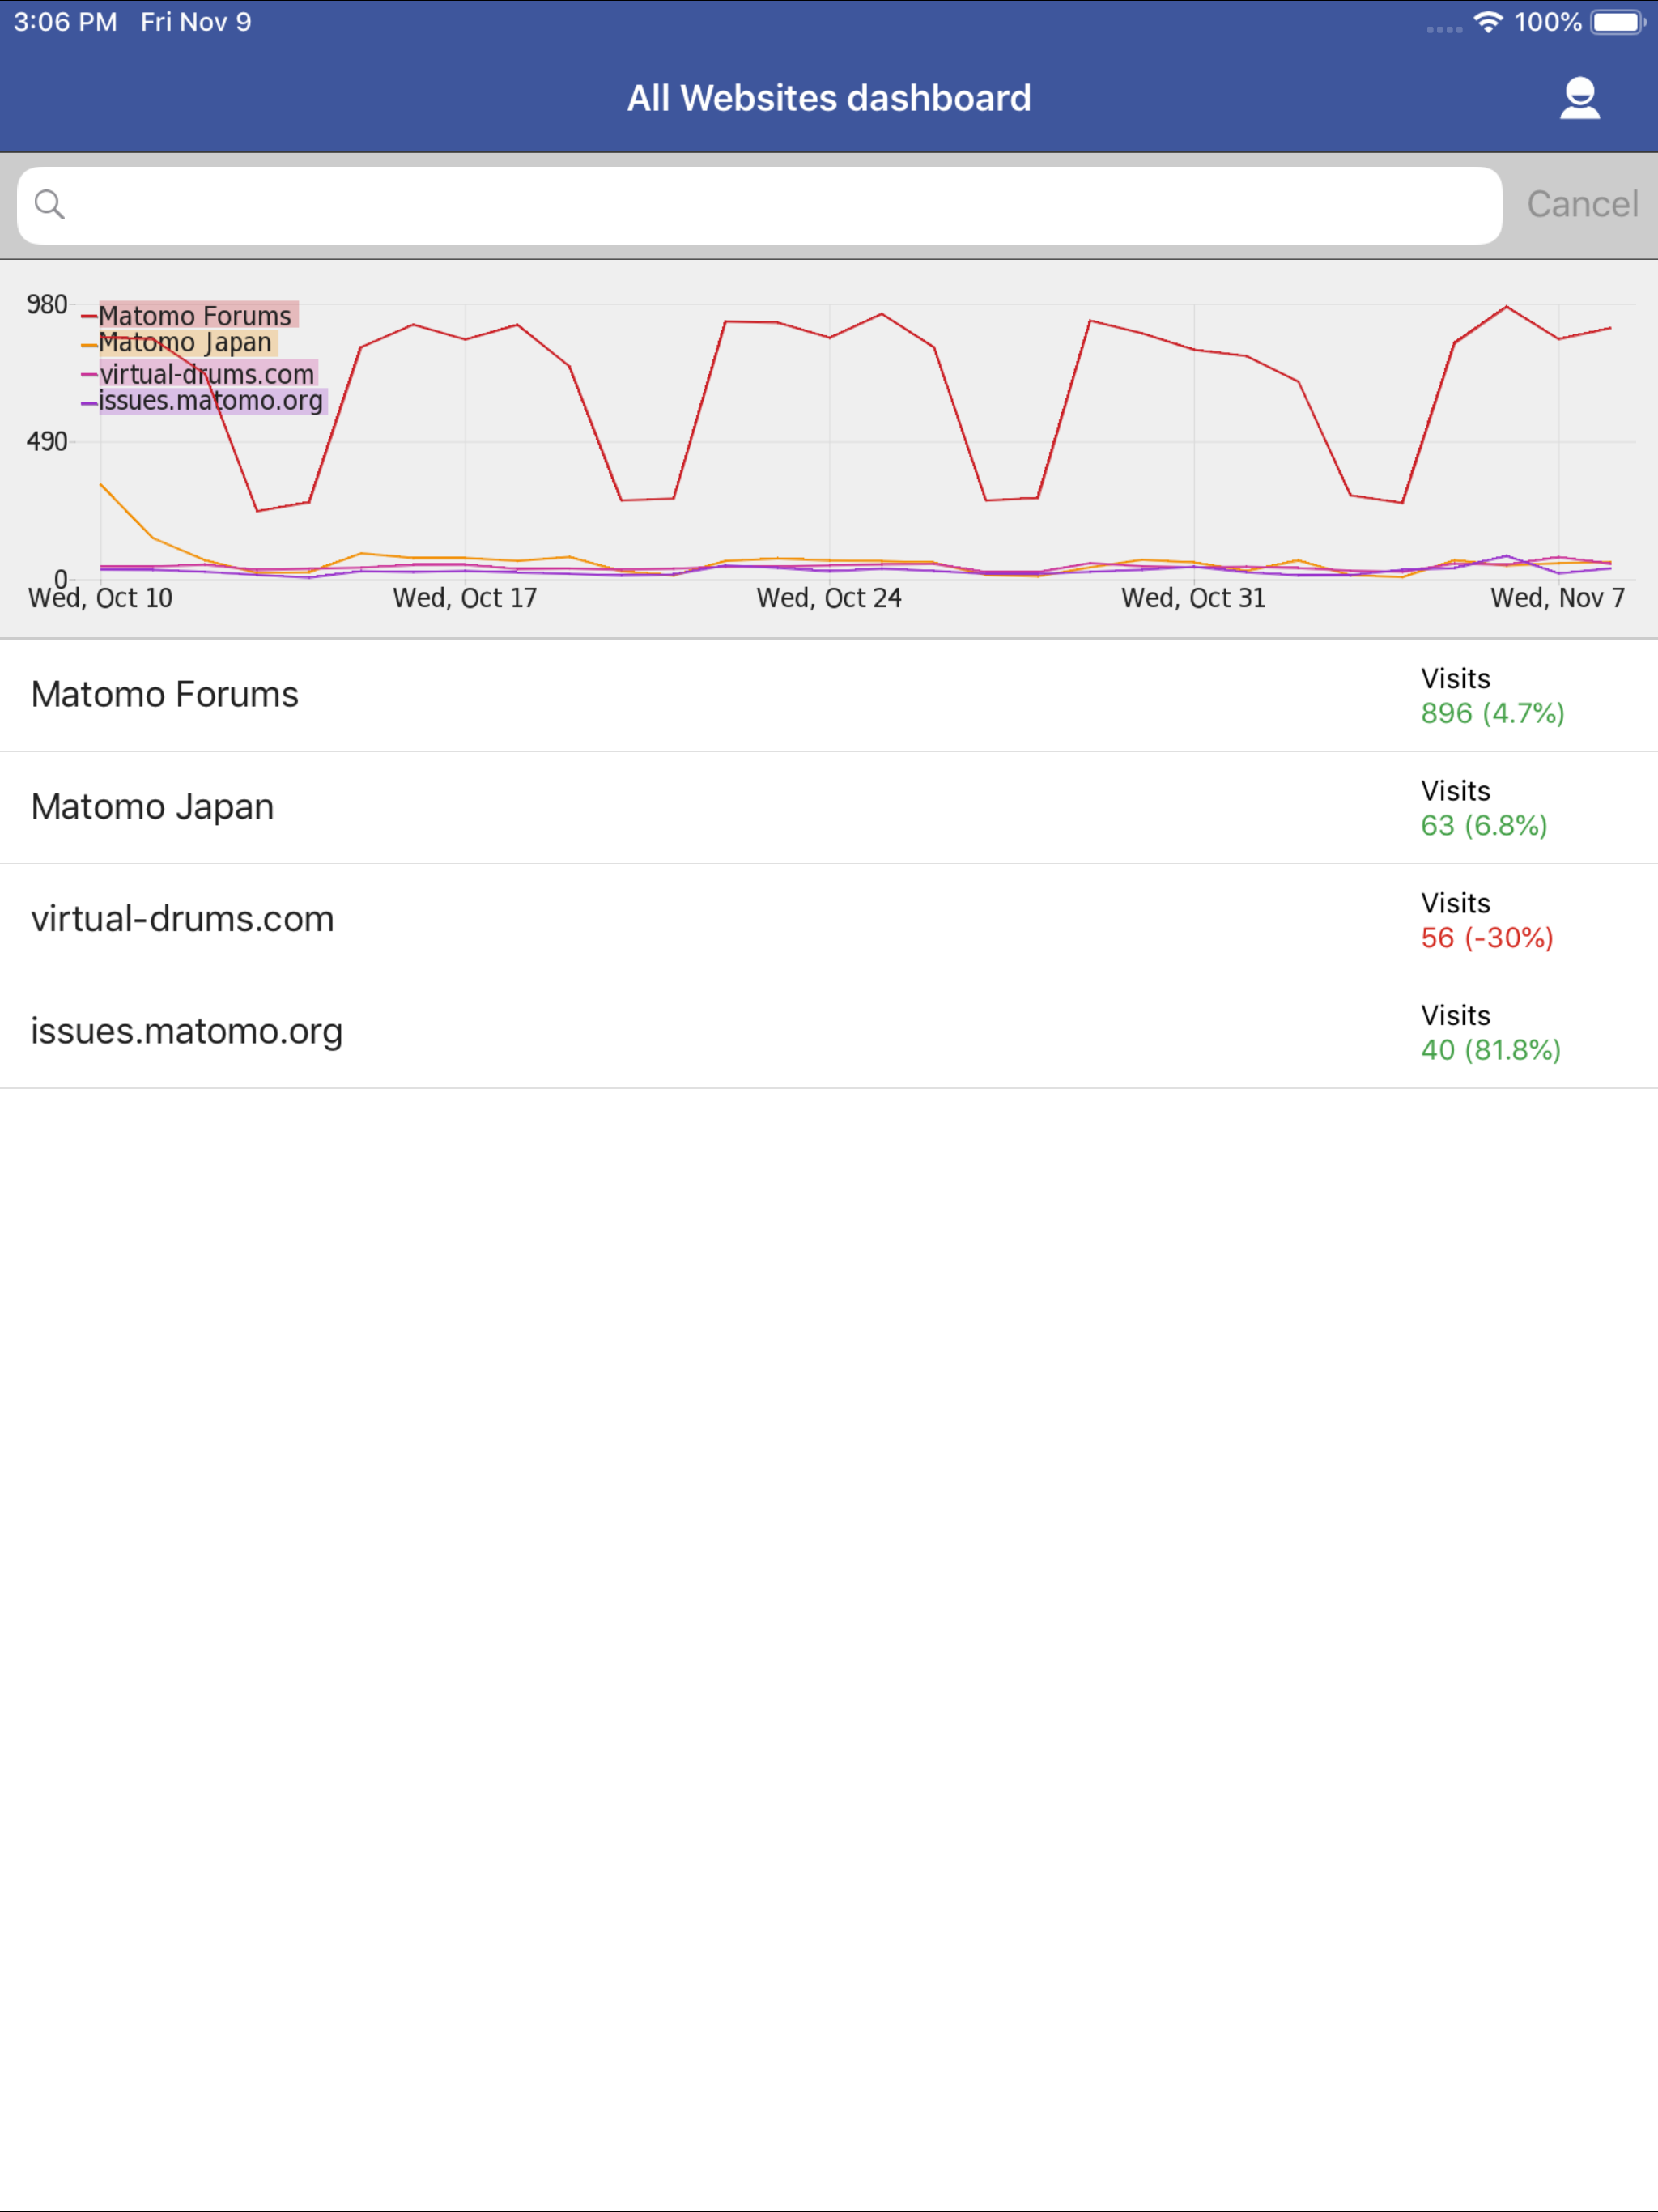 3:06 PM Fri Nov 9 100%
All Websites dashboard
Cancel
980
Matomo Forums
Matomo Japan
virtual-drums.com
issues.matomo.org
490
0
Wed, Oct 10 Wed, Oct 17 Wed, Oct 24 Wed, Oct 31 Wed, Nov 7
Matomo Forums
Visits
896 (4.7%)
Matomo Japan
Visits
63 (6.8%)
virtual-drums.com
Visits
56 (-30%)
issues.matomo.org
Visits
40 (81.8%)